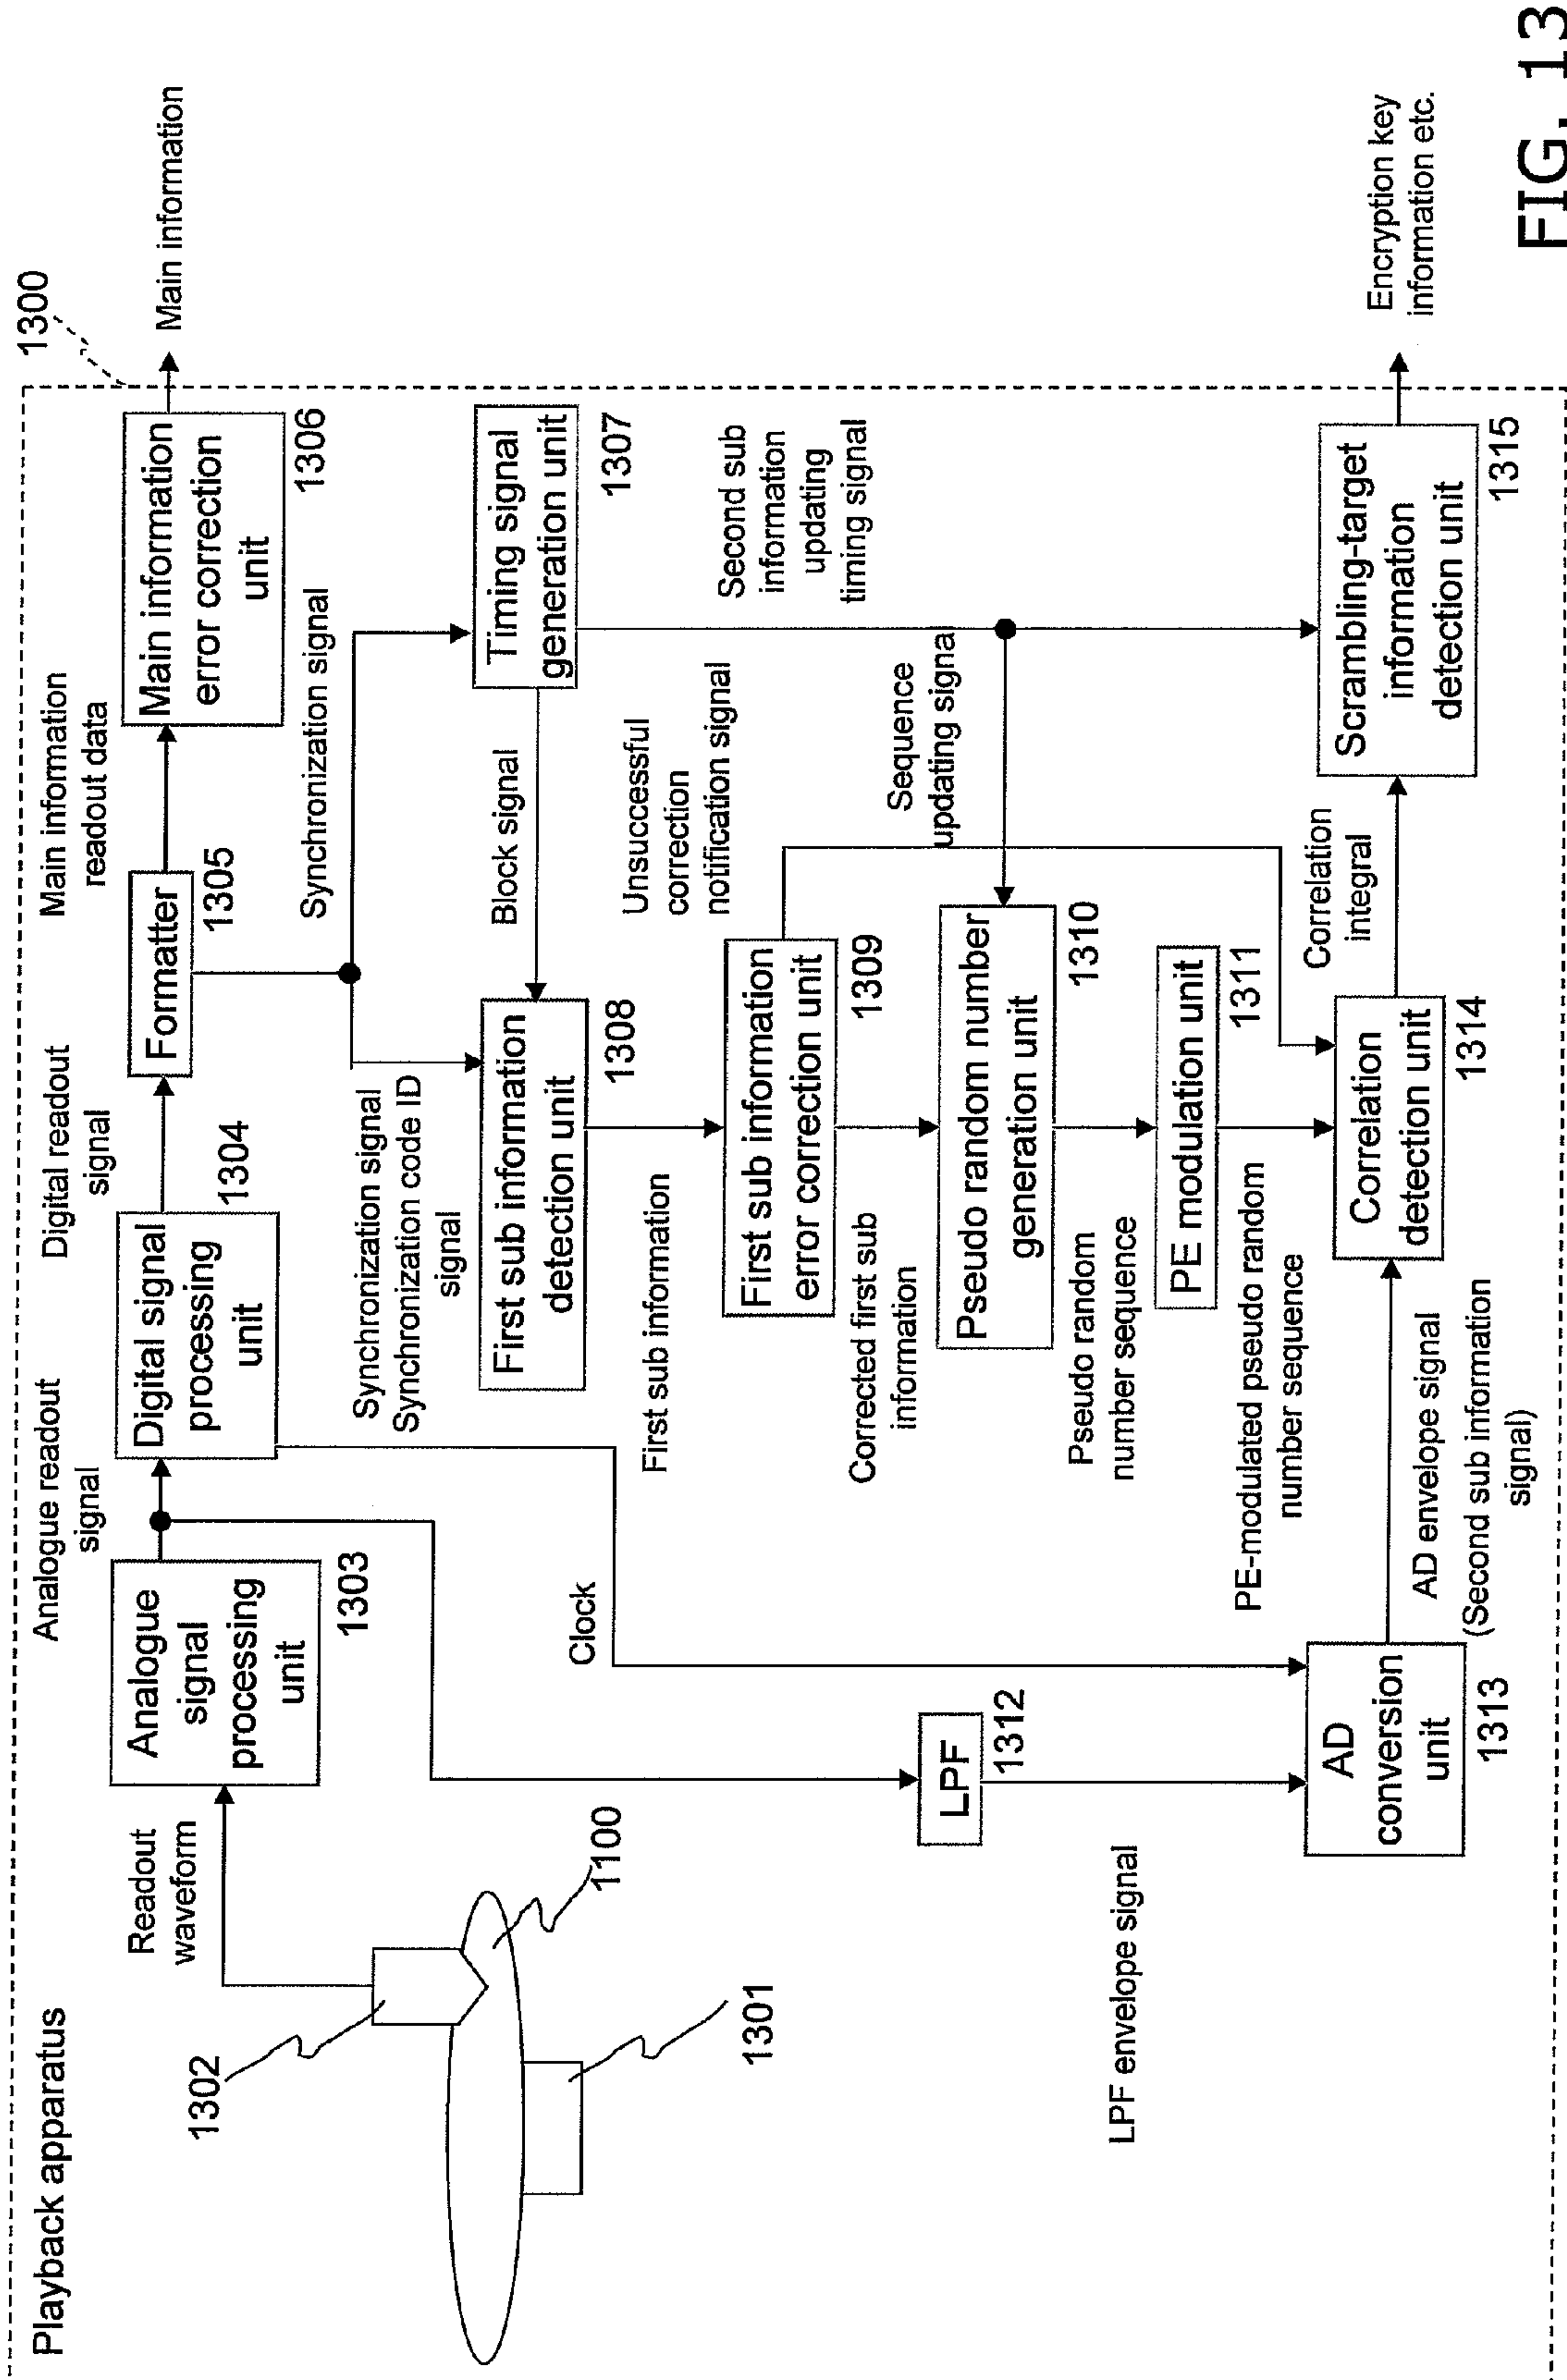 Playback apparatus
1300
Readout
waveform
Analogue
signal
processing
unit
1303
Analogue readout
signal
Digital signal
processing
unit
1304
Digital readout
signal
Formatter
1305
Main information
readout data
Main information
error correction
unit
1306
Main information
1302
1100
1301
Synchronization signal
Synchronization signal
Synchronization code ID
signal
Timing signal
generation unit
1307
Block signal
First sub information
detection unit
1308
First sub information
Unsuccessful
correction
notification signal
Second sub
information
updating
timing signal
Clock
First sub information
error correction unit
1309
Corrected first sub
information
Sequence
updating signal
LPF
1312
Pseudo random number
generation unit
1310
Pseudo random
number sequence
PE modulation unit
1311
PE-modulated pseudo random
number sequence
LPF envelope signal
AD
conversion
unit
1313
AD envelope signal
(Second sub information
signal)
Correlation
detection unit
1314
Correlation
integral
Scrambling-target
information
detection unit
1315
Encryption key
information etc.
FIG. 13